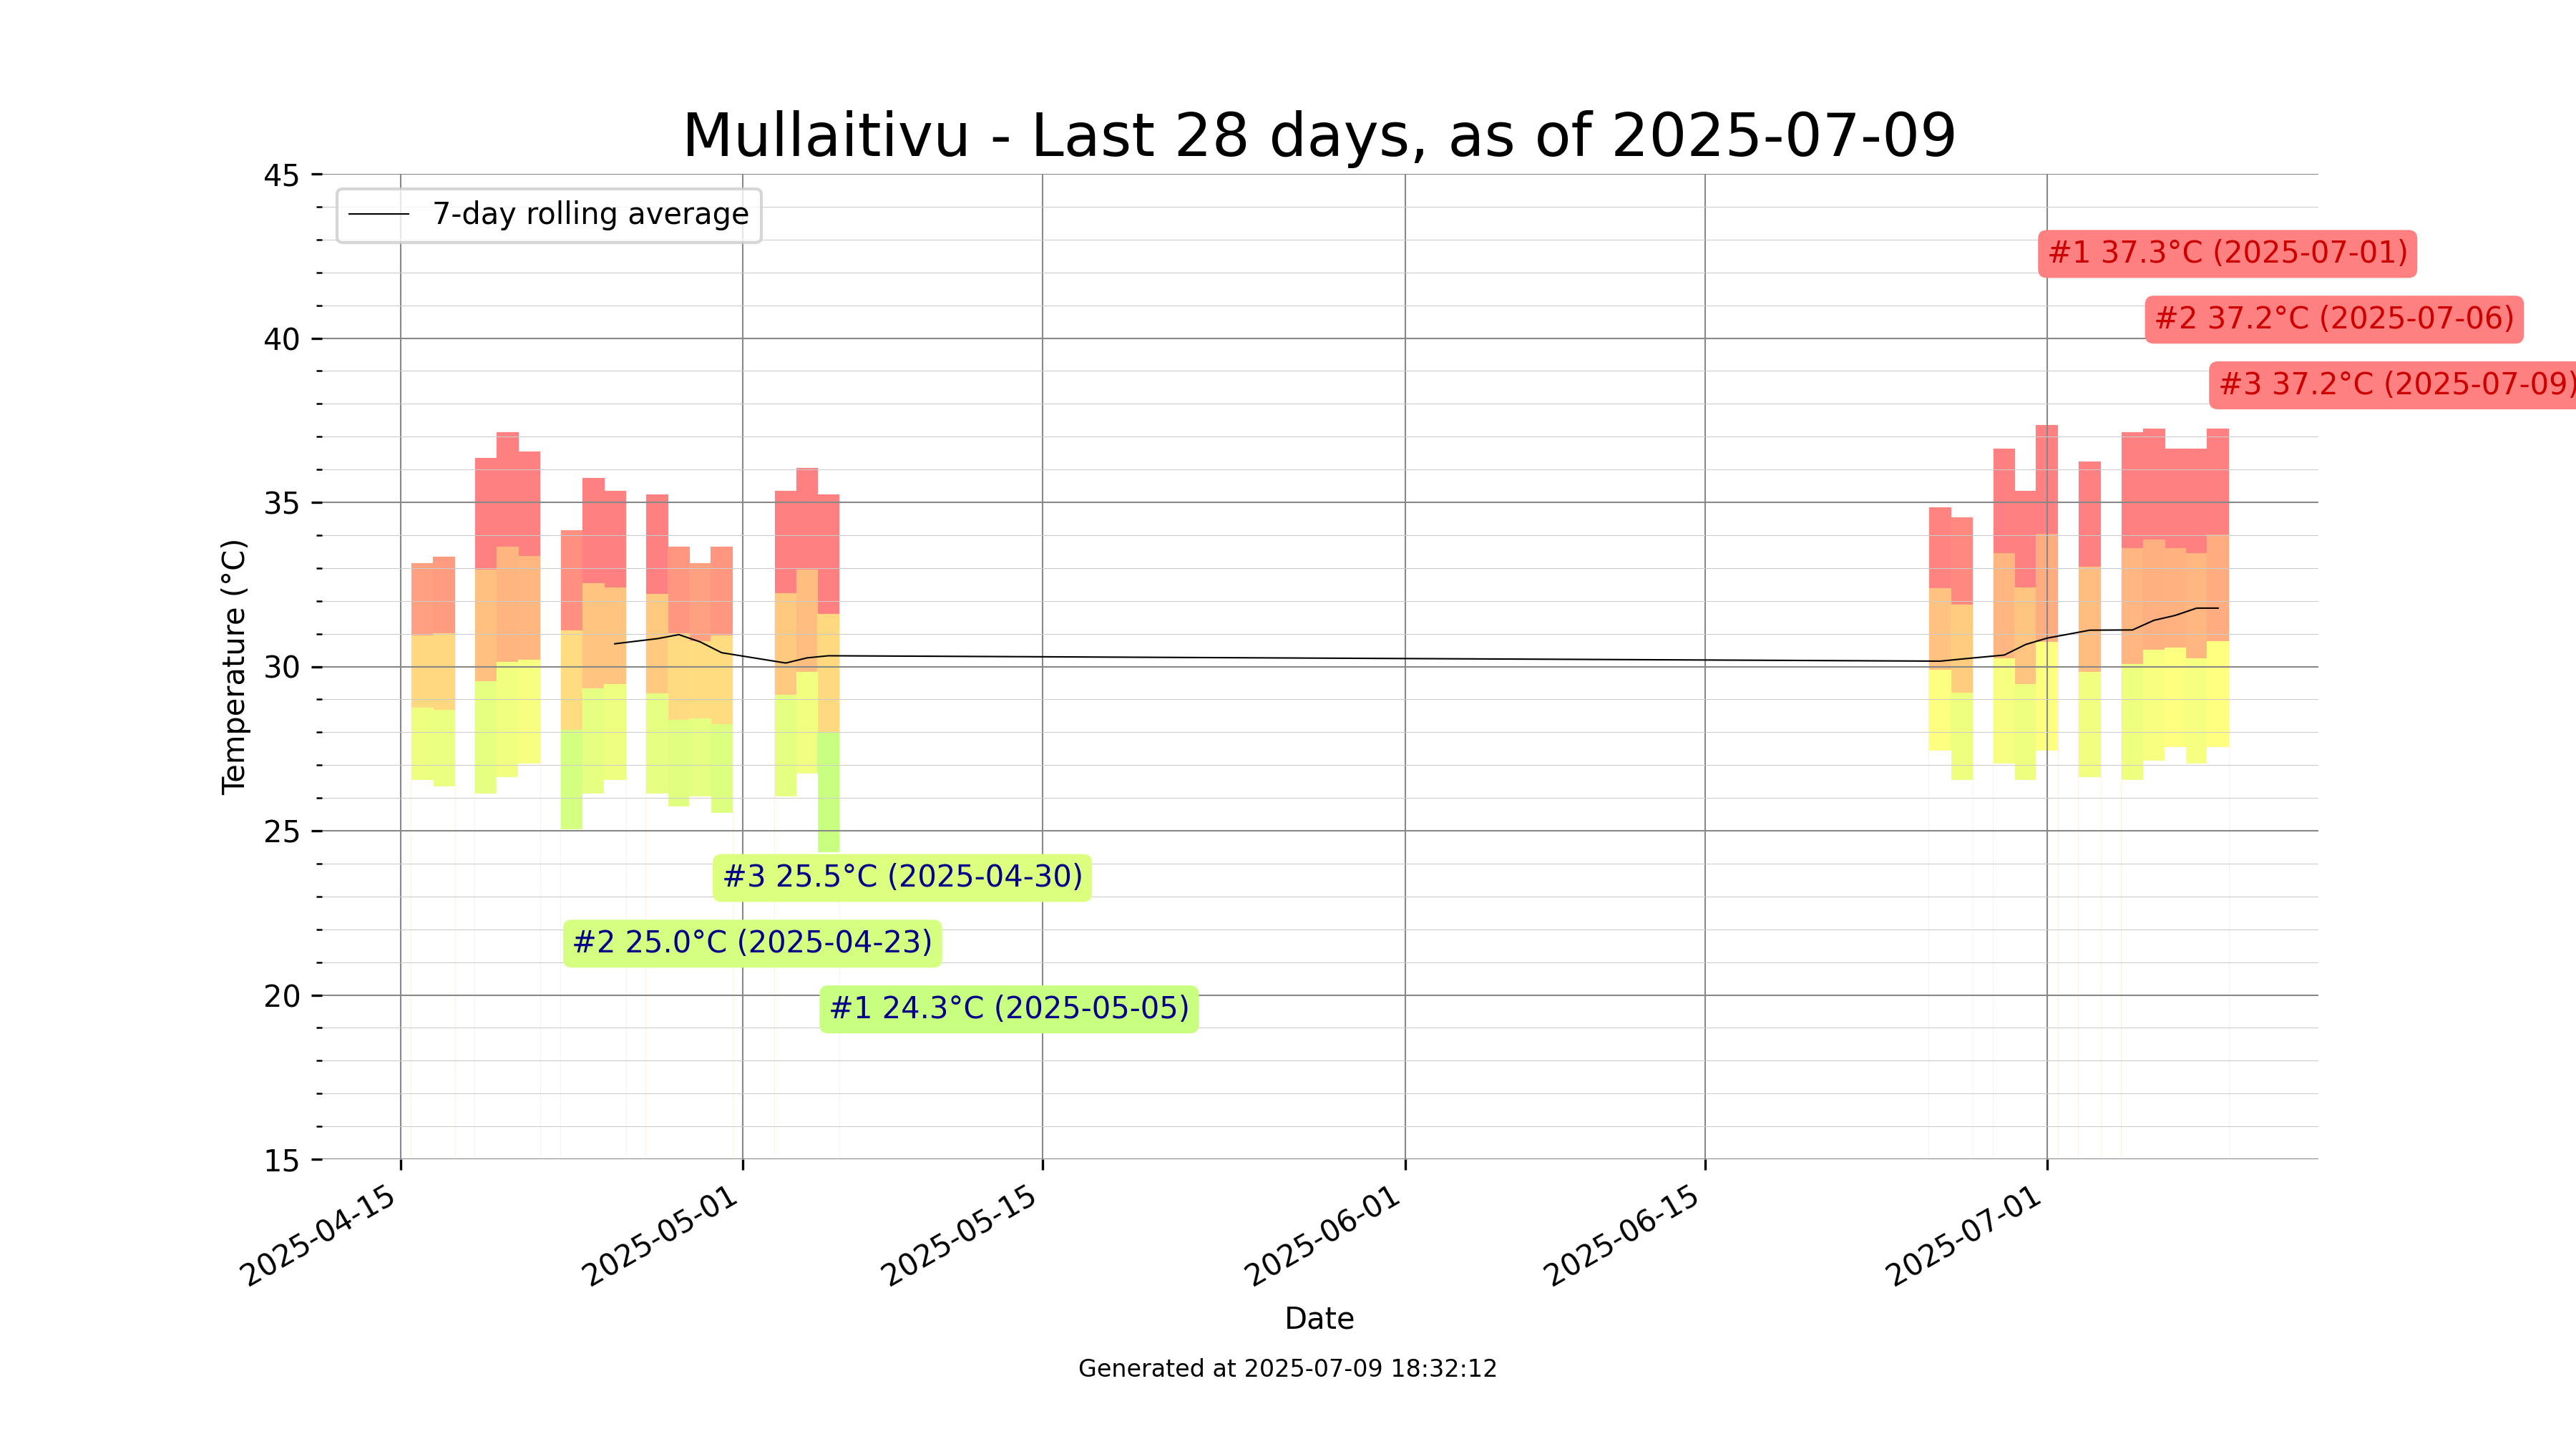 Mullaitivu - Last 28 days, as of 2025-07-09
7-day rolling average
#1 37.3°C (2025-07-01)
#2 37.2°C (2025-07-06)
#3 37.2°C (2025-07-09)
#3 25.5°C (2025-04-30)
#2 25.0°C (2025-04-23)
#1 24.3°C (2025-05-05)
Temperature (°C)
45
40
35
30
25
20
15
2025-04-15
2025-05-01
2025-05-15
2025-06-01
2025-06-15
2025-07-01
Date
Generated at 2025-07-09 18:32:12